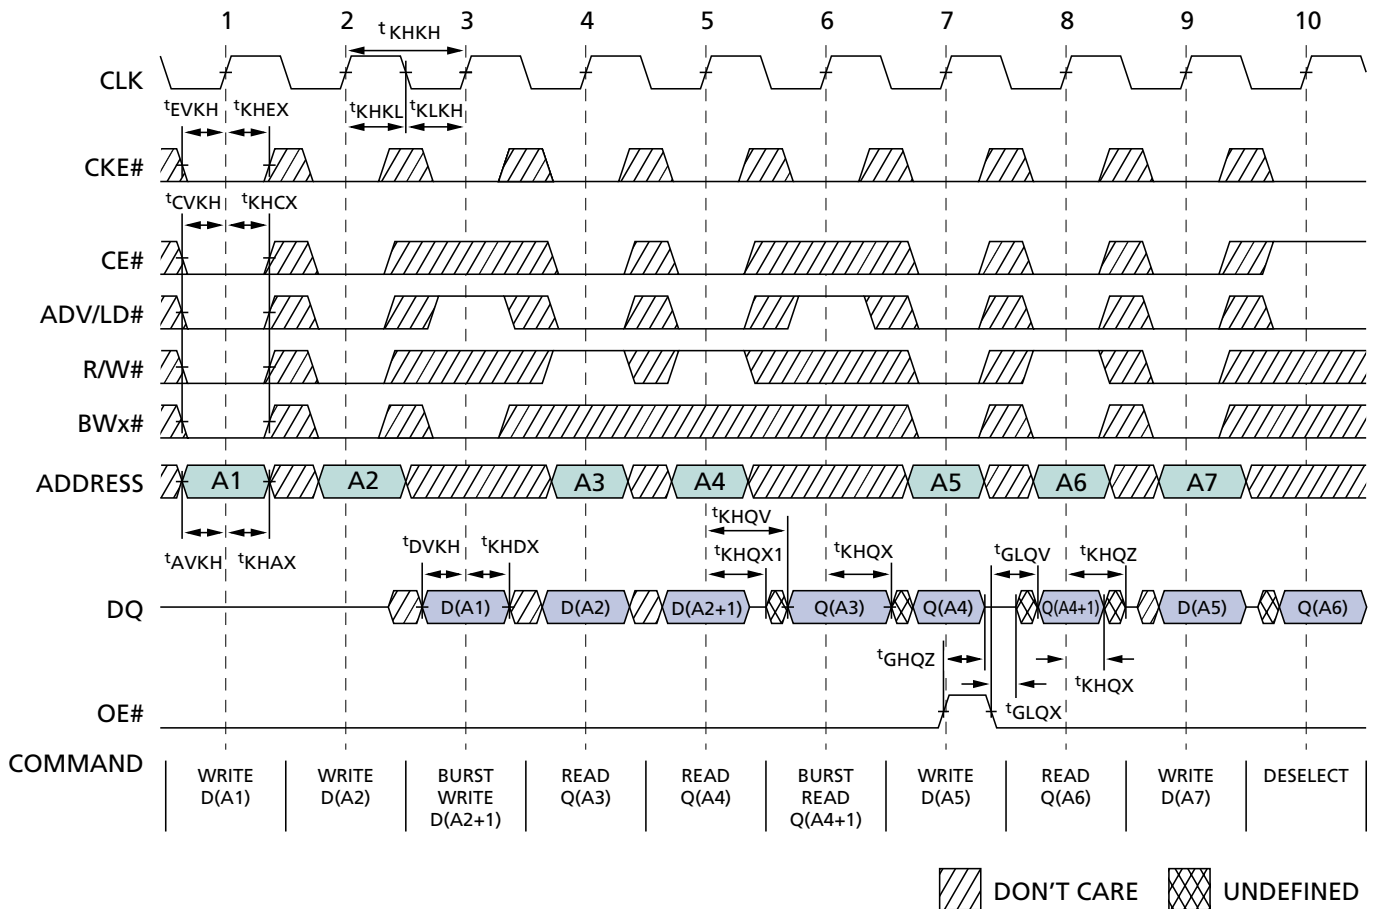 1 2 3 4 5 6 7 8 9 10
tKHKH
CLK
tEVKH tKHEX tKHKL tKLKH
CKE#
tCVKH tKHCX
CE#
ADV/LD#
R/W#
BWx#
ADDRESS A1 A2 A3 A4 A5 A6 A7
tKHQV
tAVKH tKHAX tDVKH tKHDX tKHQX1 tKHQX tGLQV tKHQZ
DQ D(A1) D(A2) D(A2+1) Q(A3) Q(A4) Q(A4+1) D(A5) Q(A6)
tGHQZ tKHQX
OE# tGLQX
COMMAND
WRITE WRITE BURST READ READ BURST WRITE READ WRITE DESELECT
D(A1) D(A2) WRITE Q(A3) Q(A4) READ D(A5) Q(A6) D(A7)
D(A2+1) Q(A4+1)
DON'T CARE UNDEFINED